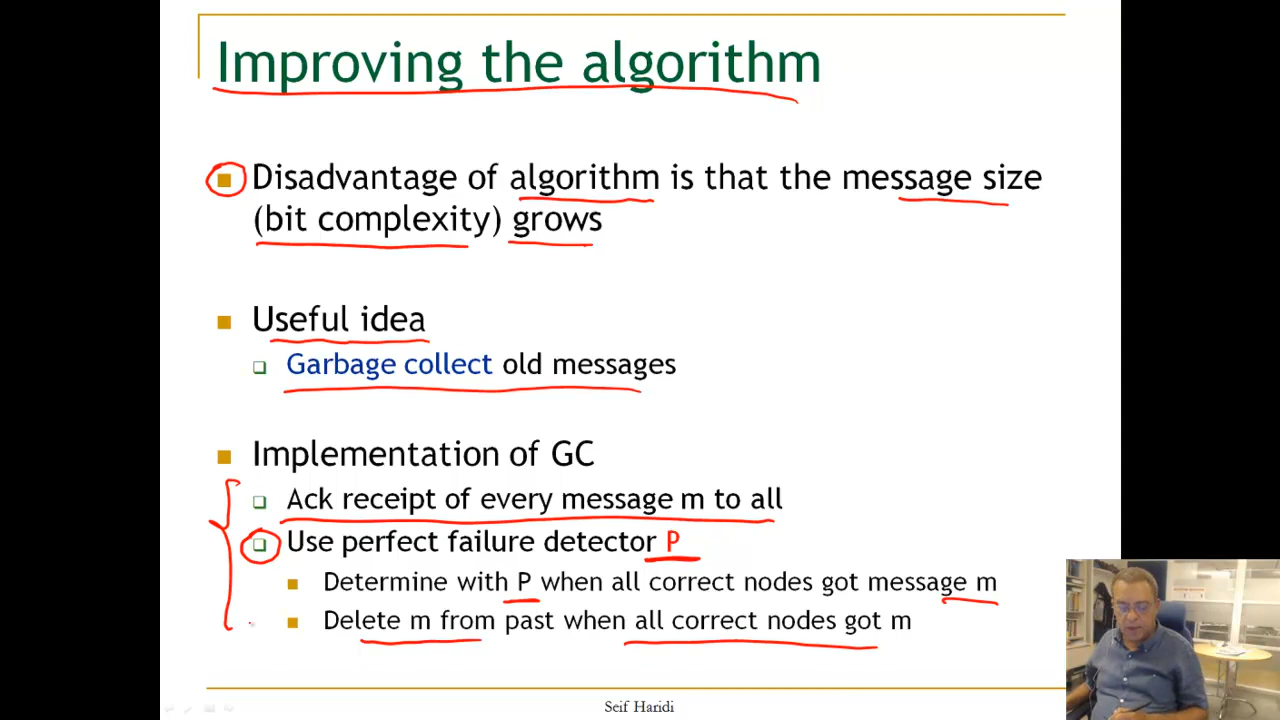 Improving the algorithm
Disadvantage of algorithm is that the message size
(bit complexity) grows
Useful idea
Garbage collect old messages
Implementation of GC
Ack receipt of every message m to all
Use perfect failure detector P
Determine with P when all correct nodes got message m
Delete m from past when all correct nodes got m
Seif Haridi